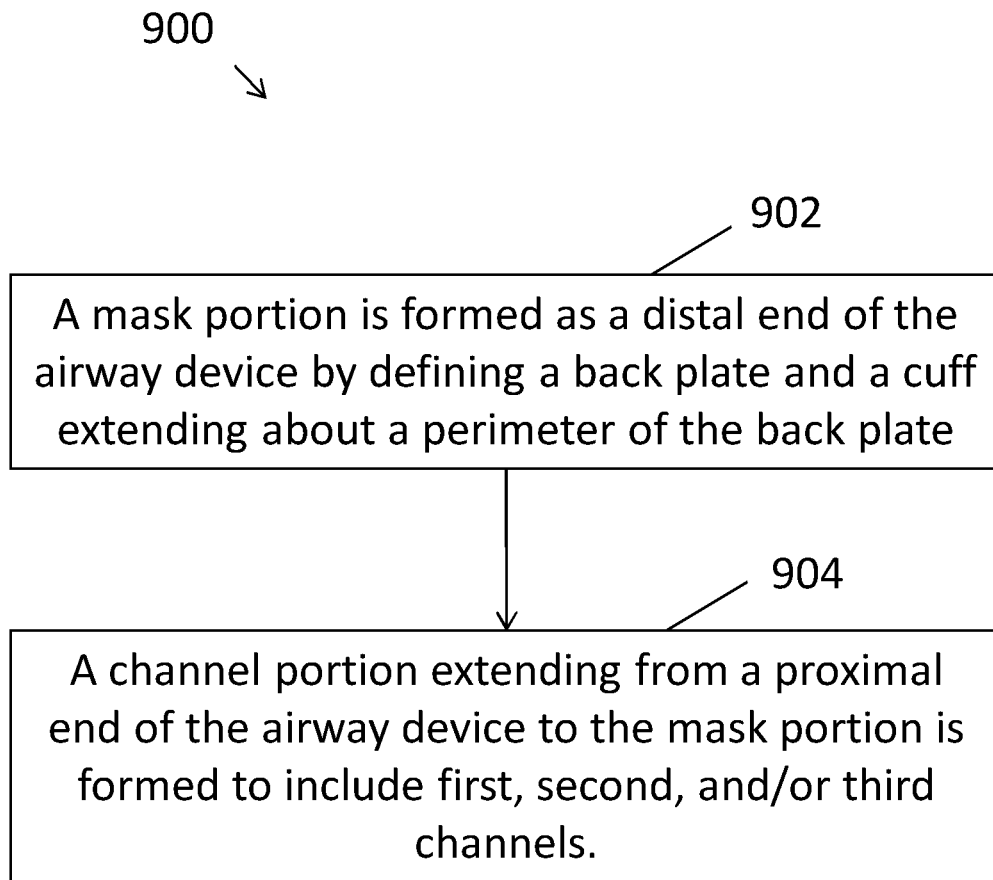 900
902
A mask portion is formed as a distal end of the
airway device by defining a back plate and a cuff
extending about a perimeter of the back plate
904
A channel portion extending from a proximal
end of the airway device to the mask portion is
formed to include first, second, and/or third
channels.